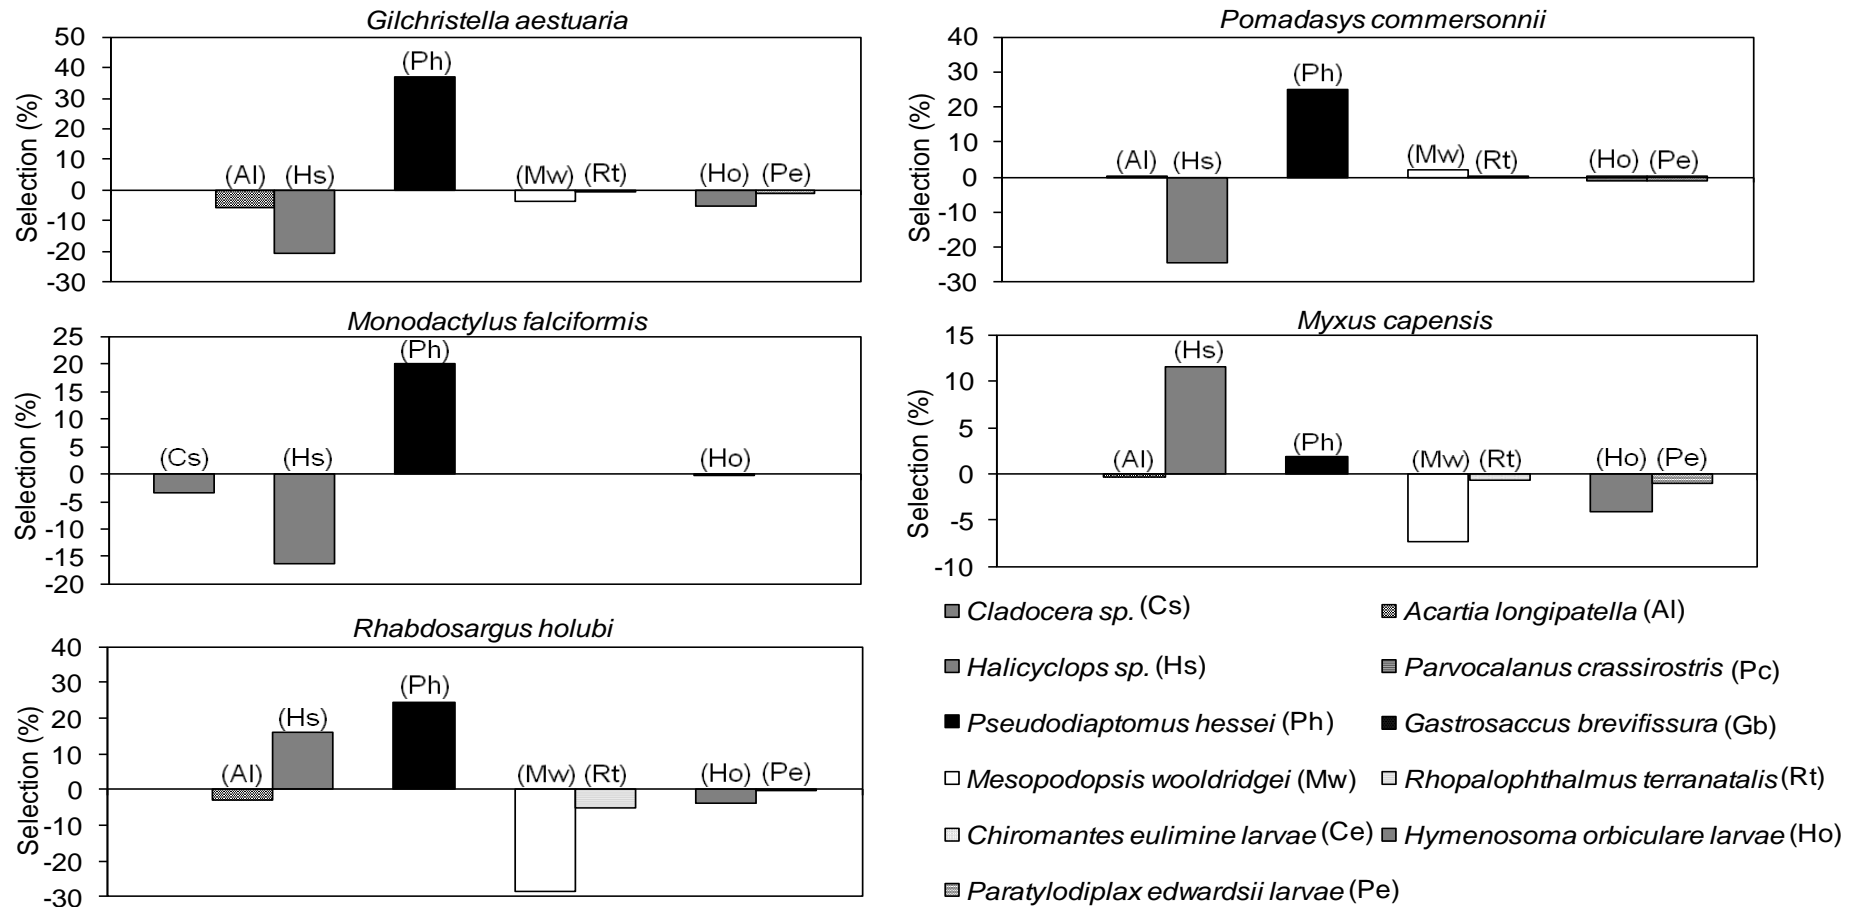 Gilchristella aestuaria
Selection (%)
50
40
30
20
10
0
-10
-20
-30
(Al) (Hs) (Ph) (Mw) (Rt) (Ho) (Pe)
Pomadasys commersonnii
Selection (%)
40
30
20
10
0
-10
-20
-30
(Al) (Hs) (Ph) (Mw) (Rt) (Ho) (Pe)
Monodactylus falciformis
Selection (%)
25
20
15
10
5
0
-5
-10
-15
-20
(Cs) (Hs) (Ph) (Ho)
Myxus capensis
Selection (%)
15
10
5
0
-5
-10
(Al) (Hs) (Ph) (Mw) (Rt) (Ho) (Pe)
Rhabdosargus holubi
Selection (%)
40
30
20
10
0
-10
-20
-30
(Al) (Hs) (Ph) (Mw) (Rt) (Ho) (Pe)
Cladocera sp. (Cs)
Acartia longipatella (Al)
Halicyclops sp. (Hs)
Parvocalanus crassirostris (Pc)
Pseudodiaptomus hessei (Ph)
Gastrosaccus brevifissura (Gb)
Mesopodopsis wooldridgei (Mw)
Rhopalophthalmus terranatalis (Rt)
Chiromantes eulimine larvae (Ce)
Hymenosoma orbiculare larvae (Ho)
Paratylodiplax edwardsii larvae (Pe)